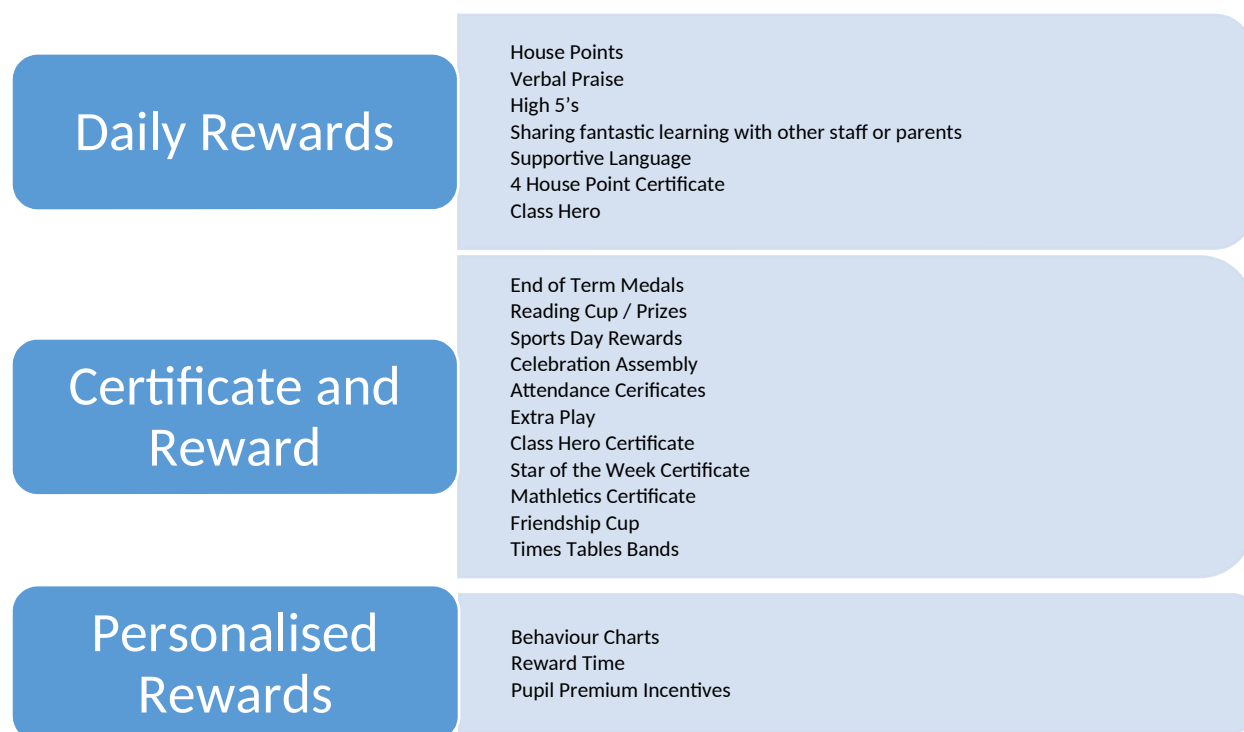 Daily Rewards
House Points
Verbal Praise
High 5’s
Sharing fantastic learning with other staff or parents
Supportive Language
4 House Point Certificate
Class Hero
Certificate and
Reward
End of Term Medals
Reading Cup / Prizes
Sports Day Rewards
Celebration Assembly
Attendance Cerificates
Extra Play
Class Hero Certificate
Star of the Week Certificate
Mathletics Certificate
Friendship Cup
Times Tables Bands
Personalised
Rewards
Behaviour Charts
Reward Time
Pupil Premium Incentives